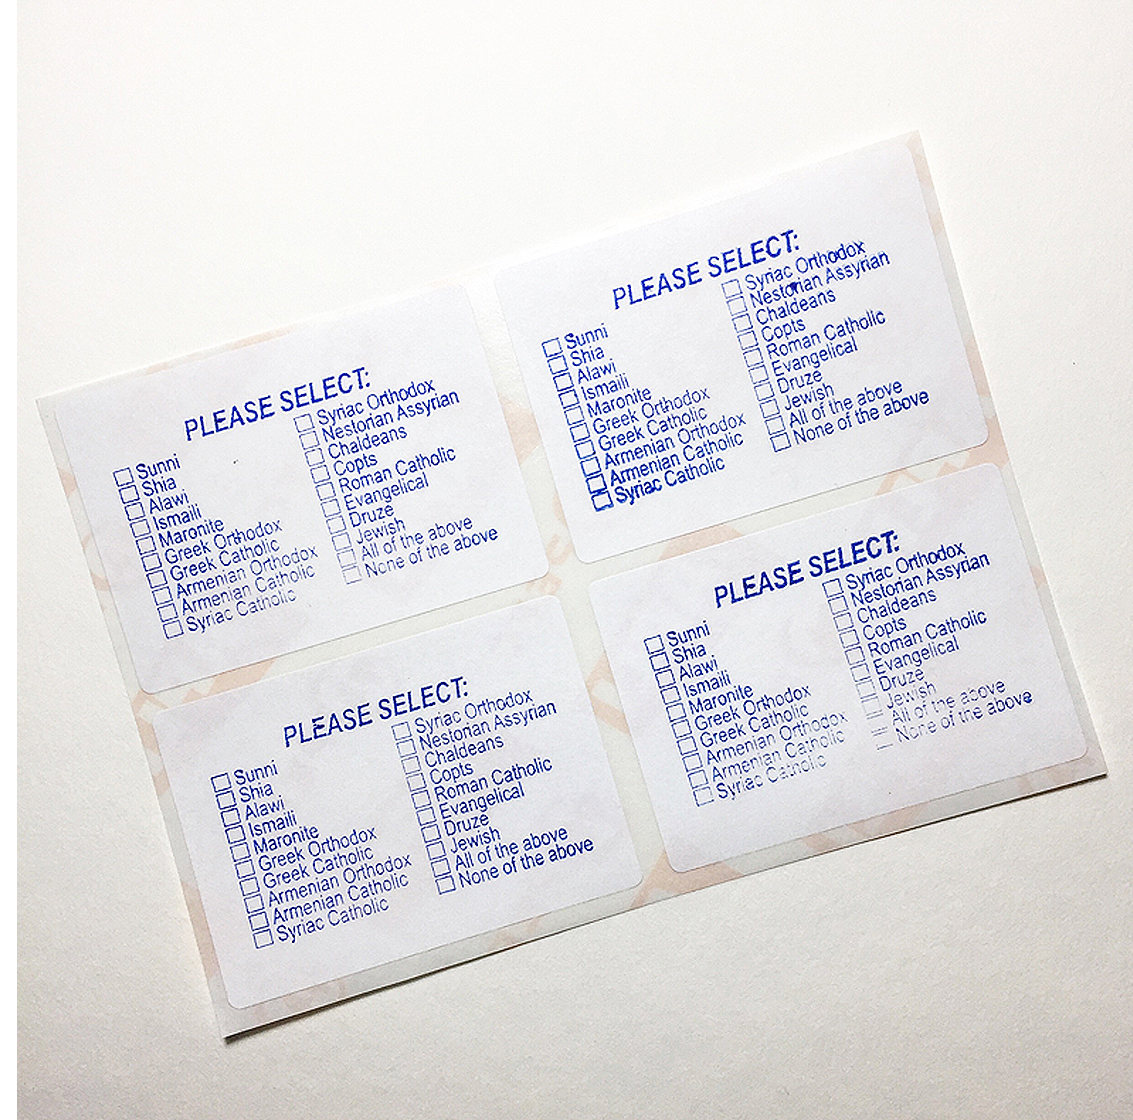 PLEASE SELECT:
Sunni
Shia
Alawi
Ismaili
Maronite
Greek Orthodox
Greek Catholic
Armenian Orthodox
Armenian Catholic
Syriac Catholic
Syriac Orthodox
Nestorian Assyrian
Chaldeans
Copts
Roman Catholic
Evangelical
Druze
Jewish
All of the above
None of the above
PLEASE SELECT:
Sunni
Shia
Alawi
Ismaili
Maronite
Greek Orthodox
Greek Catholic
Armenian Orthodox
Armenian Catholic
Syriac Catholic
Syriac Orthodox
Nestorian Assyrian
Chaldeans
Copts
Roman Catholic
Evangelical
Druze
Jewish
All of the above
None of the above
PLEASE SELECT:
Sunni
Shia
Alawi
Ismaili
Maronite
Greek Orthodox
Greek Catholic
Armenian Orthodox
Armenian Catholic
Syriac Catholic
Syriac Orthodox
Nestorian Assyrian
Chaldeans
Copts
Roman Catholic
Evangelical
Druze
Jewish
All of the above
None of the above
PLEASE SELECT:
Sunni
Shia
Alawi
Ismaili
Maronite
Greek Orthodox
Greek Catholic
Armenian Orthodox
Armenian Catholic
Syriac Catholic
Syriac Orthodox
Nestorian Assyrian
Chaldeans
Copts
Roman Catholic
Evangelical
Druze
Jewish
All of the above
None of the above